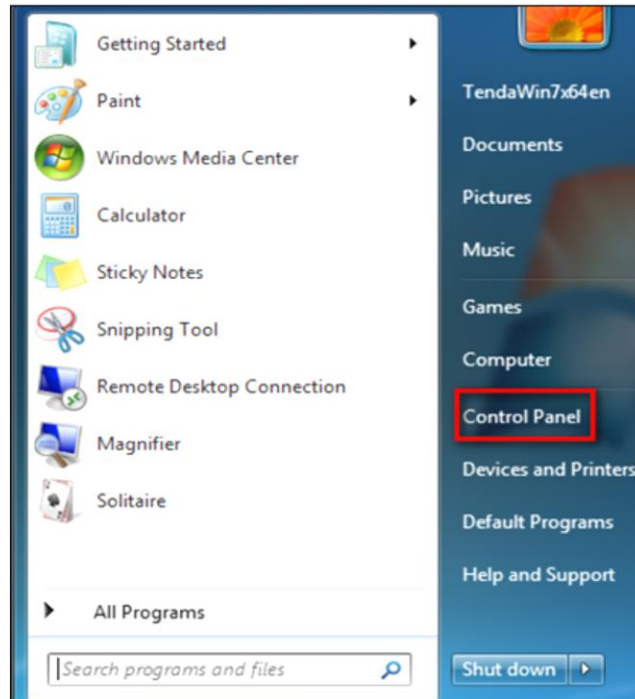 Getting Started
Paint
Windows Media Center
Calculator
Sticky Notes
Snipping Tool
Remote Desktop Connection
Magnifier
Solitaire
All Programs
Search programs and files
TendaWin7x64en
Documents
Pictures
Music
Games
Computer
Control Panel
Devices and Printers
Default Programs
Help and Support
Shut down